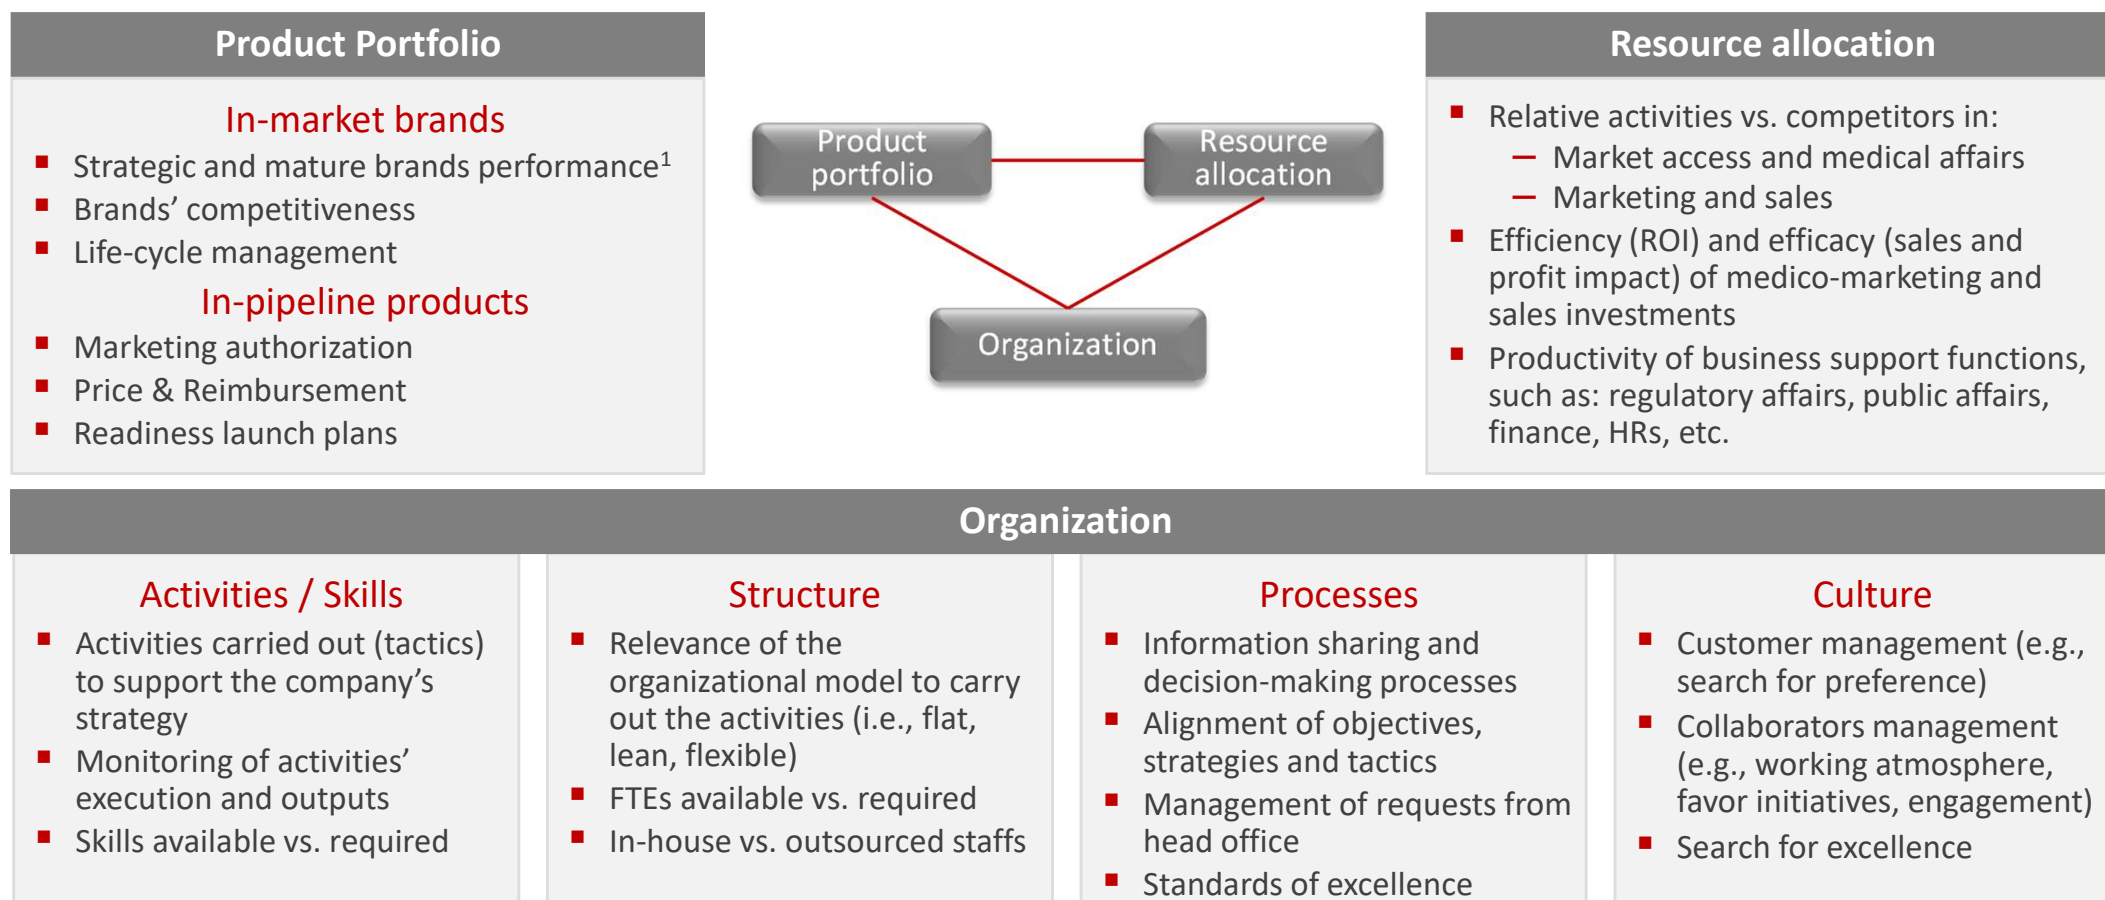 Product Portfolio
In-market brands
▪ Strategic and mature brands performance¹
▪ Brands’ competitiveness
▪ Life-cycle management
In-pipeline products
▪ Marketing authorization
▪ Price & Reimbursement
▪ Readiness launch plans
Product
portfolio
Resource
allocation
Organization
Resource allocation
▪ Relative activities vs. competitors in:
– Market access and medical affairs
– Marketing and sales
▪ Efficiency (ROI) and efficacy (sales and
profit impact) of medico-marketing and
sales investments
▪ Productivity of business support functions,
such as: regulatory affairs, public affairs,
finance, HRs, etc.
Organization
Activities / Skills
▪ Activities carried out (tactics)
to support the company’s
strategy
▪ Monitoring of activities’
execution and outputs
▪ Skills available vs. required
Structure
▪ Relevance of the
organizational model to carry
out the activities (i.e., flat,
lean, flexible)
▪ FTEs available vs. required
▪ In-house vs. outsourced staffs
Processes
▪ Information sharing and
decision-making processes
▪ Alignment of objectives,
strategies and tactics
▪ Management of requests from
head office
▪ Standards of excellence
Culture
▪ Customer management (e.g.,
search for preference)
▪ Collaborators management
(e.g., working atmosphere,
favor initiatives, engagement)
▪ Search for excellence